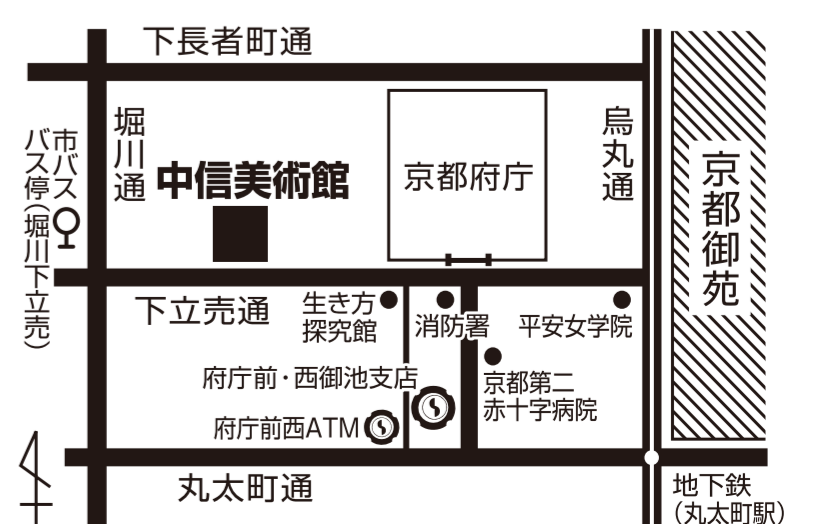 下長者町通
堀川通
烏丸通
市バス
バス停(堀川下立売)
中信美術館
京都府庁
京都御苑
下立売通
生き方
探究館
消防署
平安女学院
府庁前・西御池支店
京都第二
赤十字病院
府庁前西ATM
丸太町通
地下鉄
(丸太町駅)